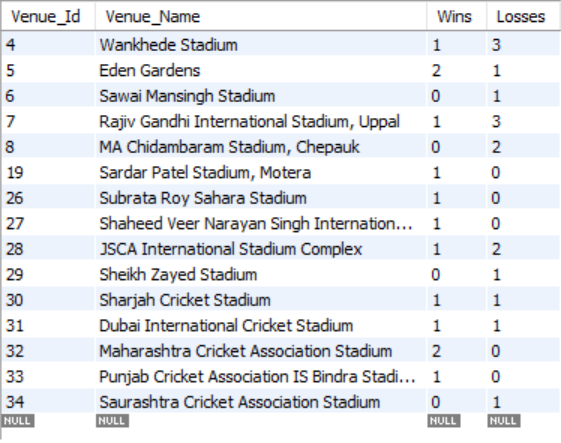 Venue_Id Venue_Name Wins Losses
4 Wankhede Stadium 1 3
5 Eden Gardens 2 1
6 Sawai Mansingh Stadium 0 1
7 Rajiv Gandhi International Stadium, Uppal 1 3
8 MA Chidambaram Stadium, Chepauk 0 2
19 Sardar Patel Stadium, Motera 1 0
26 Subrata Roy Sahara Stadium 1 0
27 Shaheed Veer Narayan Singh Internation... 1 0
28 JSCA International Stadium Complex 1 2
29 Sheikh Zayed Stadium 0 1
30 Sharjah Cricket Stadium 1 1
31 Dubai International Cricket Stadium 1 1
32 Maharashtra Cricket Association Stadium 2 0
33 Punjab Cricket Association IS Bindra Stadi... 1 0
34 Saurashtra Cricket Association Stadium 0 1
NULL NULL NULL NULL